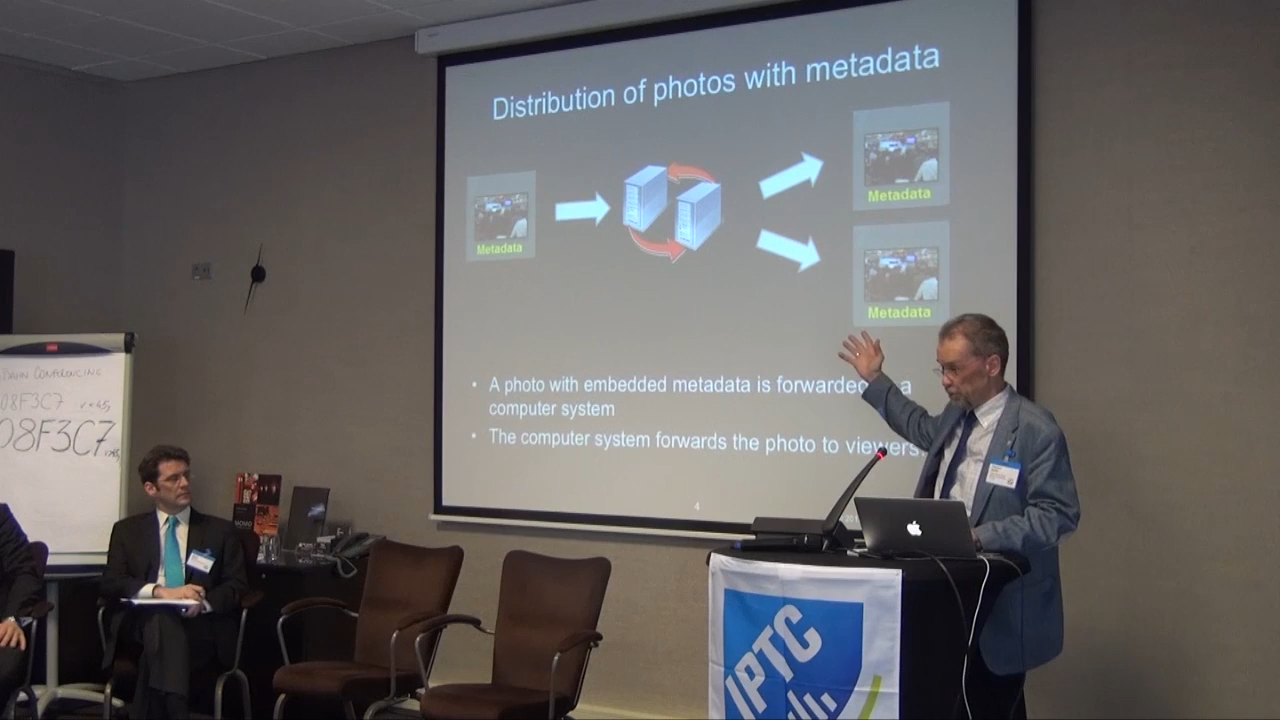 Distribution of photos with metadata
Metadata
Metadata
Metadata
• A photo with embedded metadata is forwarded a
computer system
• The computer system forwards the photo to viewers.
4
CONFERENCING
08F3C7
08F3C7
IPTC